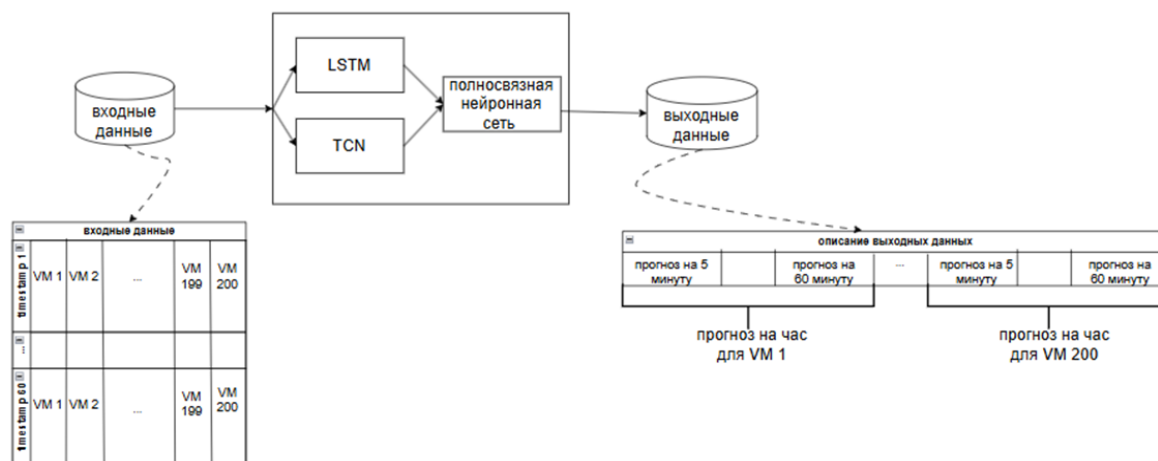 LSTM
TCN
полносвязная
нейронная
сеть
входные
данные
выходные
данные
входные данные
timestamp 1
VM 1
VM 2
...
VM
199
VM
200
...
timestamp 60
VM 1
VM 2
...
VM
199
VM
200
описание выходных данных
прогноз на 5
минуту
прогноз на
60 минуту
...
прогноз на 5
минуту
прогноз на
60 минуту
прогноз на час
для VM 1
прогноз на час
для VM 200